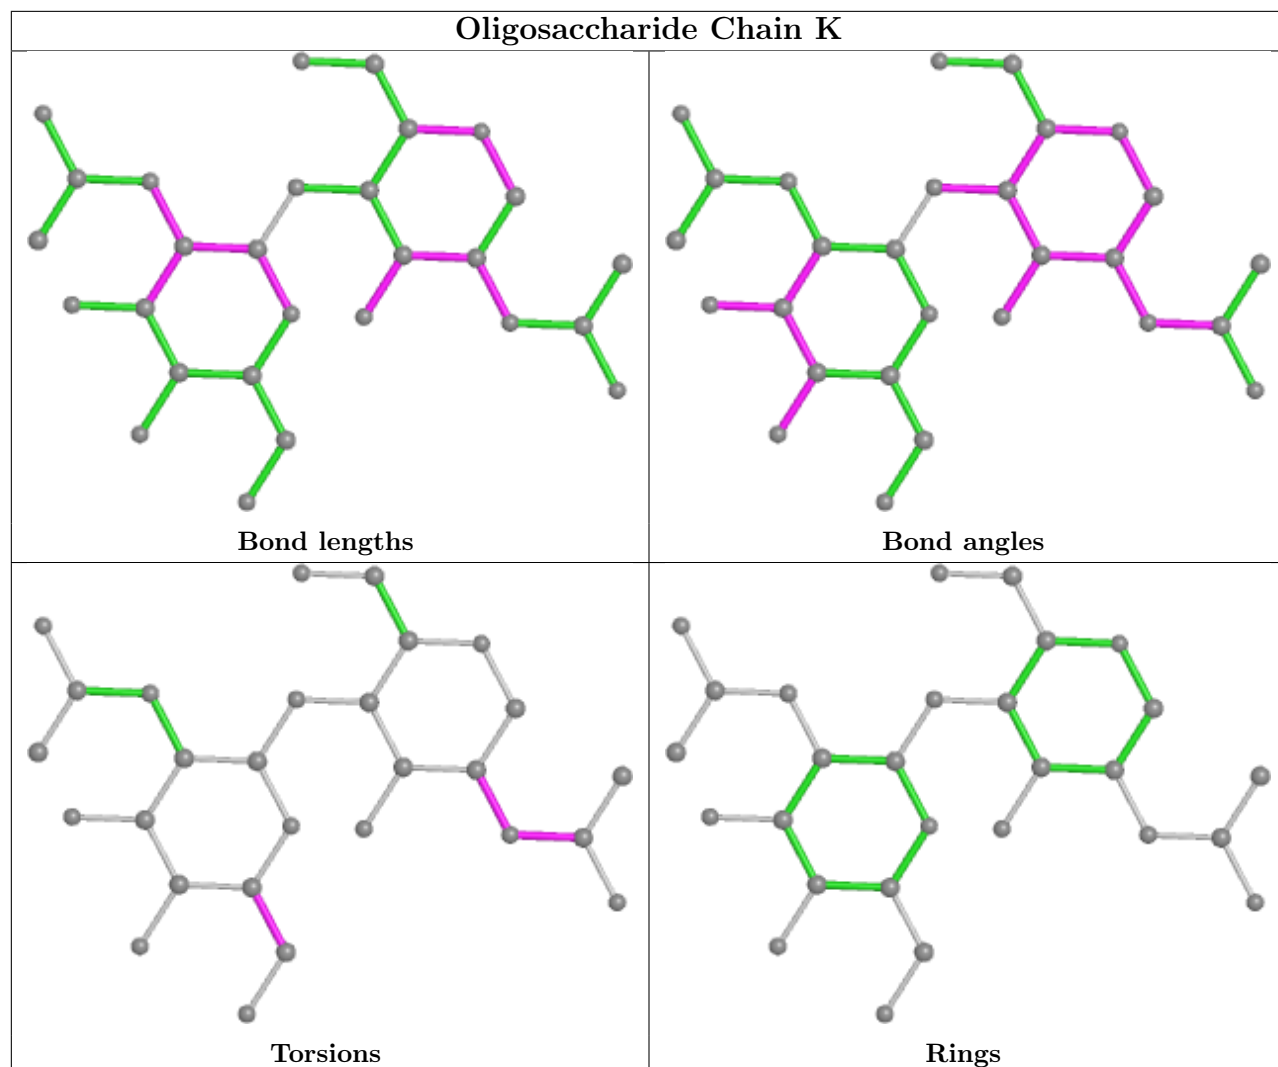 Oligosaccharide Chain K
Bond lengths
Bond angles
Torsions
Rings